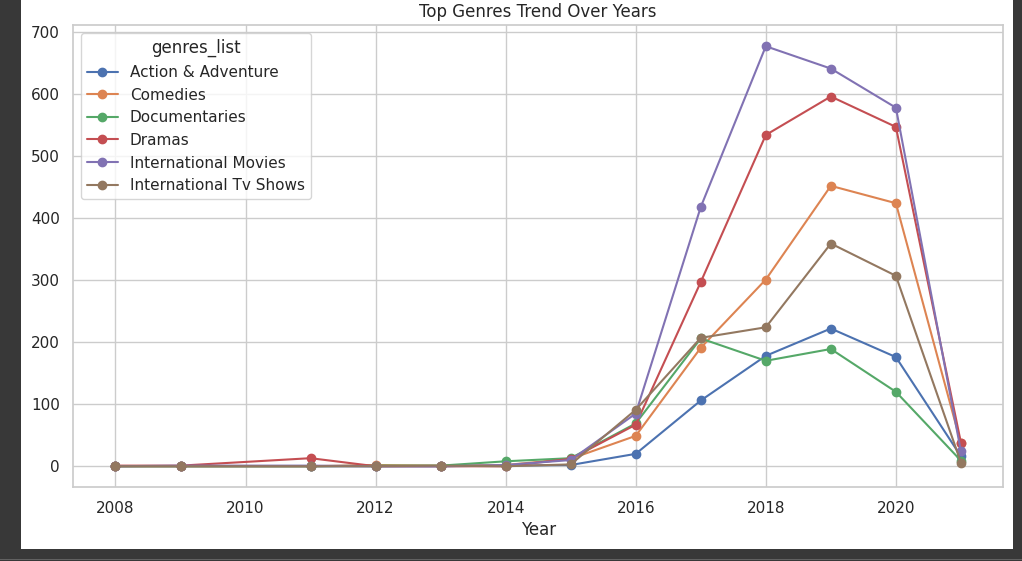 Top Genres Trend Over Years
700
600
500
400
300
200
100
0
genres_list
Action & Adventure
Comedies
Documentaries
Dramas
International Movies
International Tv Shows
2008 2010 2012 2014 2016 2018 2020
Year